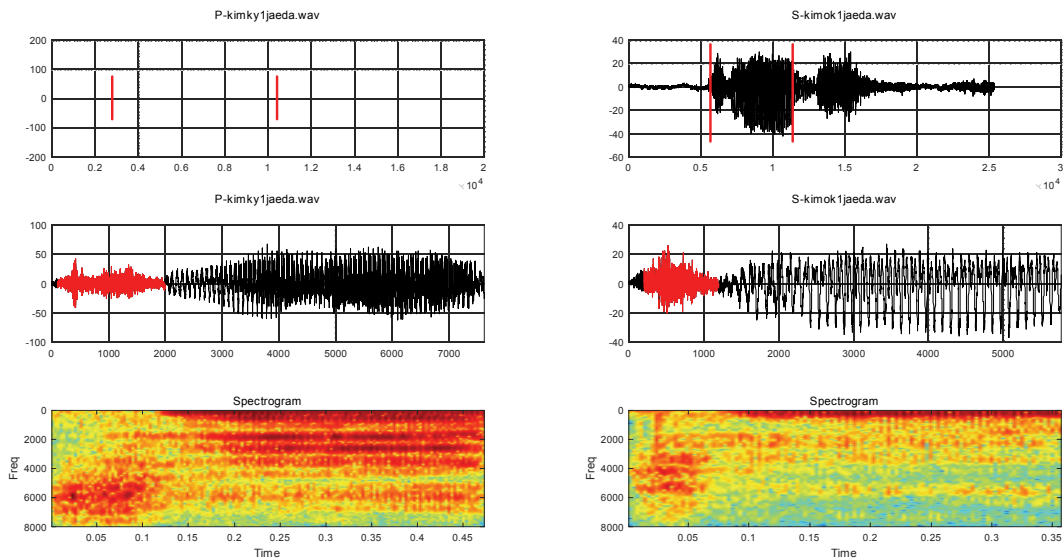 P-kimky1jaeda.wav
200
100
0
-100
-200
0 0.2 0.4 0.6 0.8 1 1.2 1.4 1.6 1.8 2
×10⁴
P-kimky1jaeda.wav
100
50
0
-50
-100
0 1000 2000 3000 4000 5000 6000 7000
Spectrogram
Freq
0
2000
4000
6000
8000
0.05 0.1 0.15 0.2 0.25 0.3 0.35 0.4 0.45
Time
S-kimok1jaeda.wav
40
20
0
-20
-40
-60
0 0.5 1 1.5 2 2.5 3
×10⁴
S-kimok1jaeda.wav
40
20
0
-20
-40
0 1000 2000 3000 4000 5000
Spectrogram
Freq
0
2000
4000
6000
8000
0.05 0.1 0.15 0.2 0.25 0.3 0.35
Time